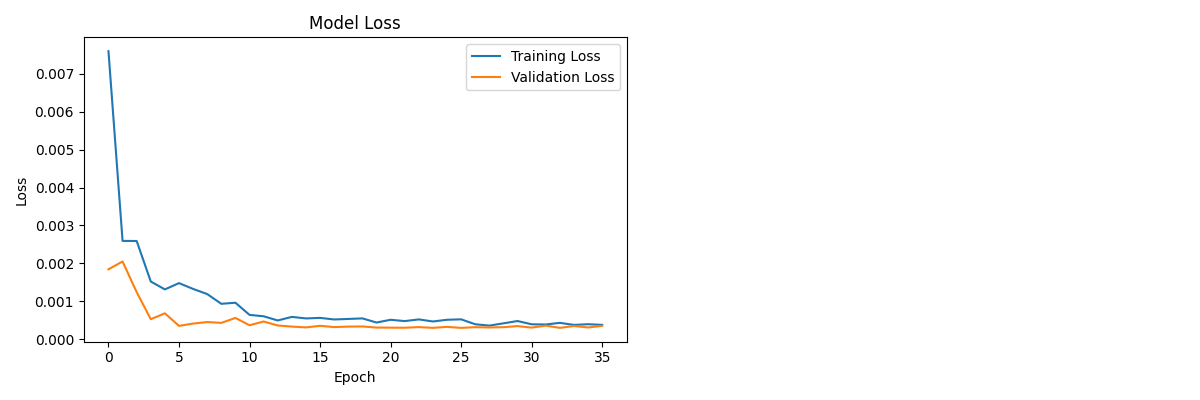 Model Loss
Training Loss
Validation Loss
0.007
0.006
0.005
0.004
0.003
0.002
0.001
0.000
Loss
0 5 10 15 20 25 30 35
Epoch